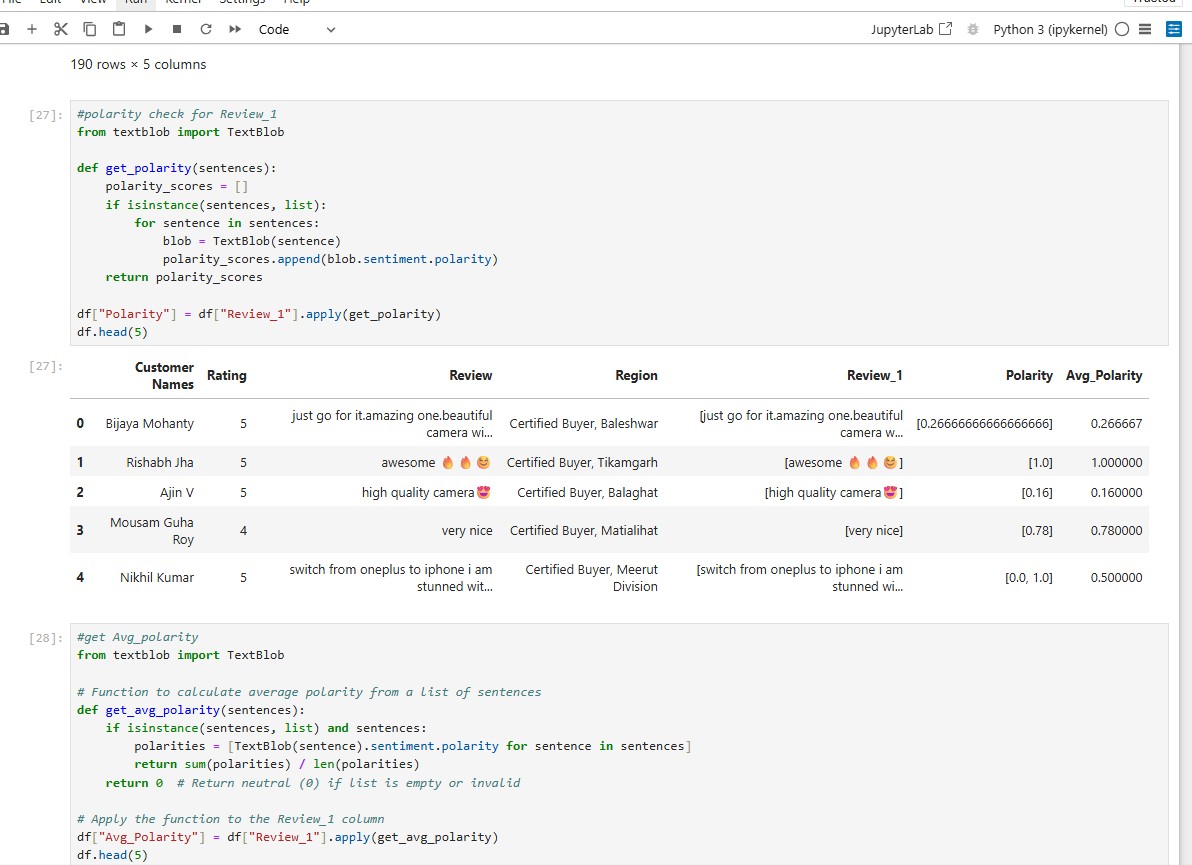 File Edit View Run Kernel Settings Help Trusted
Code JupyterLab Python 3 (ipykernel)
190 rows × 5 columns
[27]:
#polarity check for Review_1
from textblob import TextBlob
def get_polarity(sentences):
    polarity_scores = []
    if isinstance(sentences, list):
        for sentence in sentences:
            blob = TextBlob(sentence)
            polarity_scores.append(blob.sentiment.polarity)
    return polarity_scores
df["Polarity"] = df["Review_1"].apply(get_polarity)
df.head(5)
[27]:
Customer Names Rating Review Region Review_1 Polarity Avg_Polarity
0 Bijaya Mohanty 5 just go for it.amazing one.beautiful camera wi... Certified Buyer, Baleshwar [just go for it.amazing one.beautiful camera w... [0.26666666666666666] 0.266667
1 Rishabh Jha 5 awesome 🔥 🔥 😊 Certified Buyer, Tikamgarh [awesome 🔥 🔥 😊] [1.0] 1.000000
2 Ajin V 5 high quality camera😍 Certified Buyer, Balaghat [high quality camera😍] [0.16] 0.160000
3 Mousam Guha Roy 4 very nice Certified Buyer, Matialihat [very nice] [0.78] 0.780000
4 Nikhil Kumar 5 switch from oneplus to iphone i am stunned wit... Certified Buyer, Meerut Division [switch from oneplus to iphone i am stunned wi... [0.0, 1.0] 0.500000
[28]:
#get Avg_polarity
from textblob import TextBlob
# Function to calculate average polarity from a list of sentences
def get_avg_polarity(sentences):
    if isinstance(sentences, list) and sentences:
        polarities = [TextBlob(sentence).sentiment.polarity for sentence in sentences]
        return sum(polarities) / len(polarities)
    return 0  # Return neutral (0) if list is empty or invalid
# Apply the function to the Review_1 column
df["Avg_Polarity"] = df["Review_1"].apply(get_avg_polarity)
df.head(5)